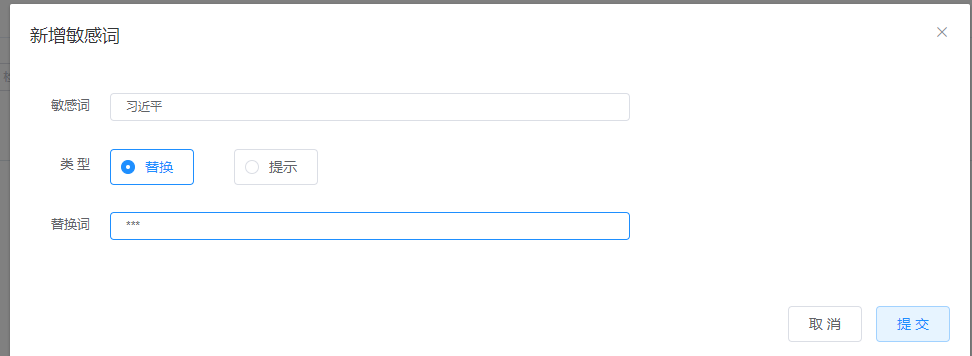 新增敏感词
敏感词 习近平
类 型 替换 提示
替换词 ***
取 消 提 交